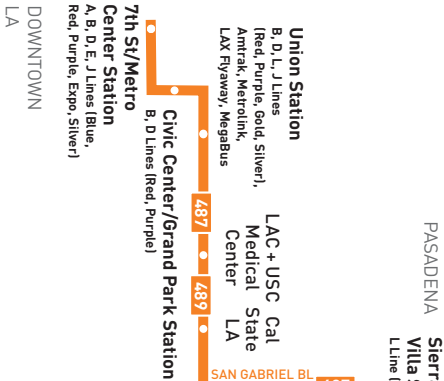 DOWNTOWN
LA
7th St/Metro
Center Station
A, B, D, E, J Lines (Blue,
Red, Purple, Expo, Silver)
Civic Center/Grand Park Station
B, D Lines (Red, Purple)
Union Station
B, D, L, J Lines
(Red, Purple, Gold, Silver),
Amtrak, Metrolink,
LAX Flyaway, MegaBus
487
489
LAC + USC
Medical
Center
Cal
State
LA
SAN GABRIEL BL
PASADENA
Sierr
Villa S
L Line (